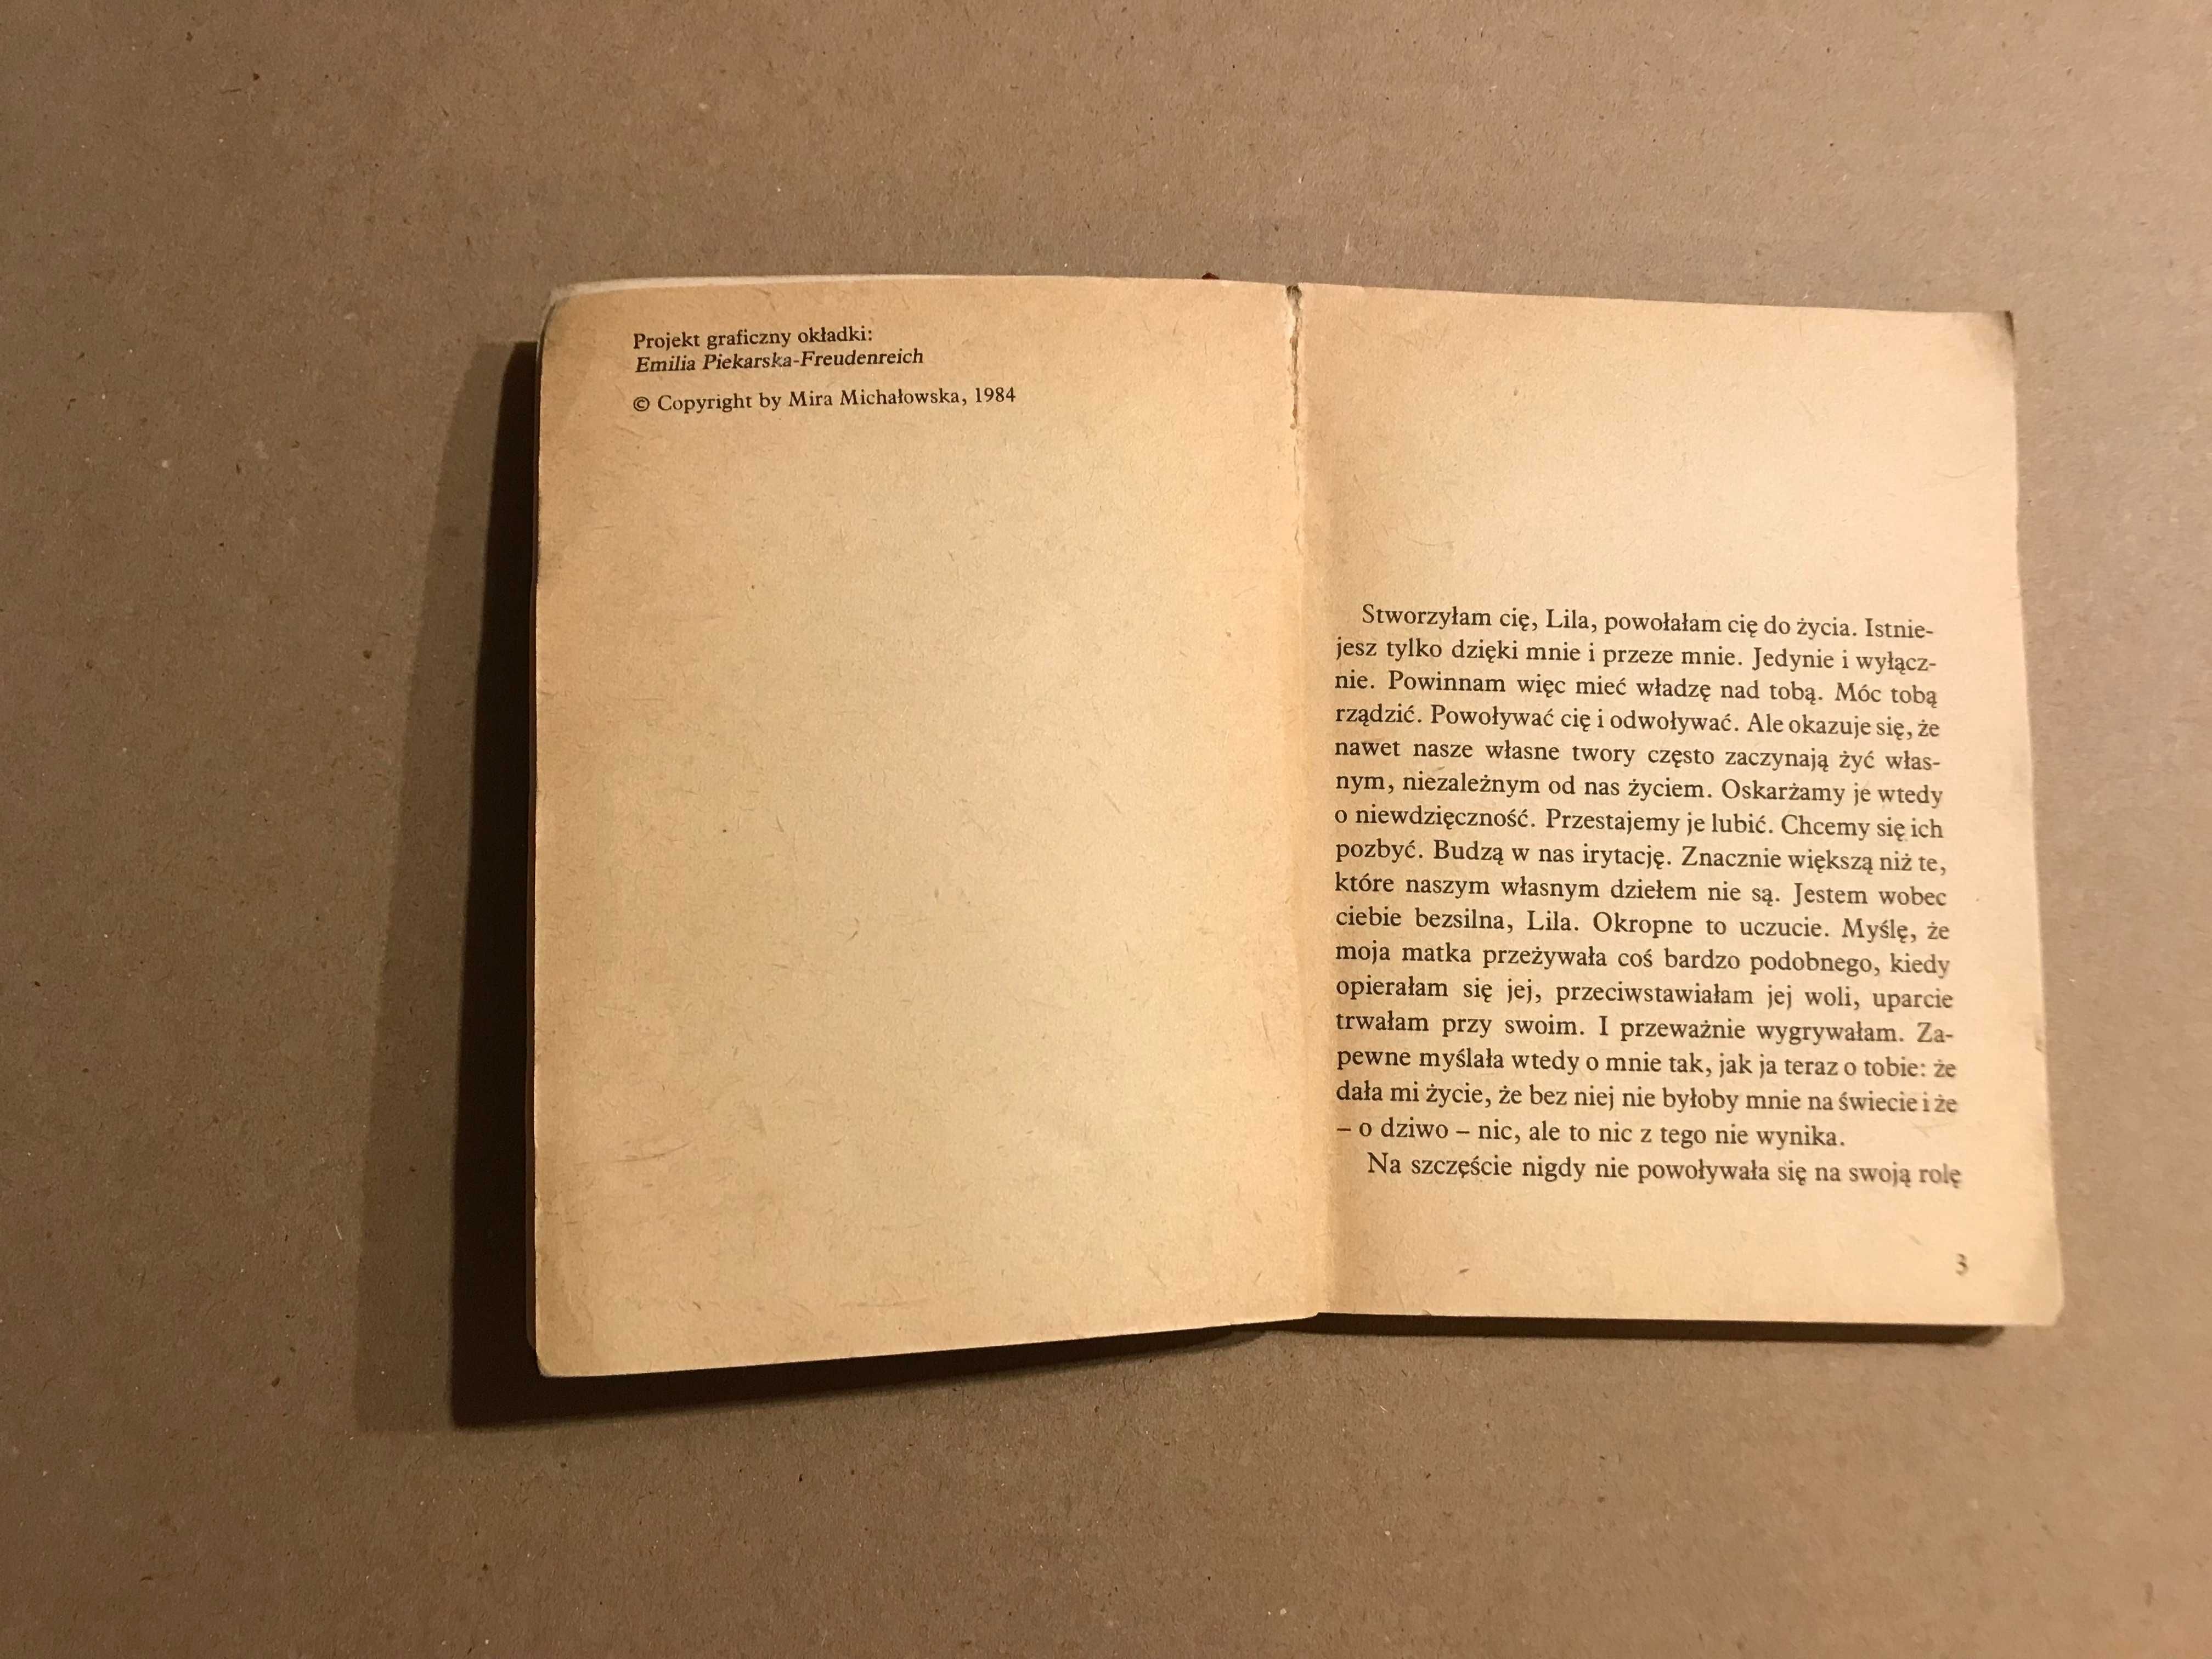 Projekt graficzny okładki:
Emilia Piekarska-Freudenreich
© Copyright by Mira Michałowska, 1984
Stworzyłam cię, Lila, powołałam cię do życia. Istnie-
jesz tylko dzięki mnie i przeze mnie. Jedynie i wyłącz-
nie. Powinnam więc mieć władzę nad tobą. Móc tobą
rządzić. Powoływać cię i odwoływać. Ale okazuje się, że
nawet nasze własne twory często zaczynają żyć włas-
nym, niezależnym od nas życiem. Oskarżamy je wtedy
o niewdzięczność. Przestajemy je lubić. Chcemy się ich
pozbyć. Budzą w nas irytację. Znacznie większą niż te,
które naszym własnym dziełem nie są. Jestem wobec
ciebie bezsilna, Lila. Okropne to uczucie. Myślę, że
moja matka przeżywała coś bardzo podobnego, kiedy
opierałam się jej, przeciwstawiałam jej woli, uparcie
trwałam przy swoim. I przeważnie wygrywałam. Za-
pewne myślała wtedy o mnie tak, jak ja teraz o tobie: że
dała mi życie, że bez niej nie byłoby mnie na świecie i że
– o dziwo – nic, ale to nic z tego nie wynika.
Na szczęście nigdy nie powoływała się na swoją rolę
3